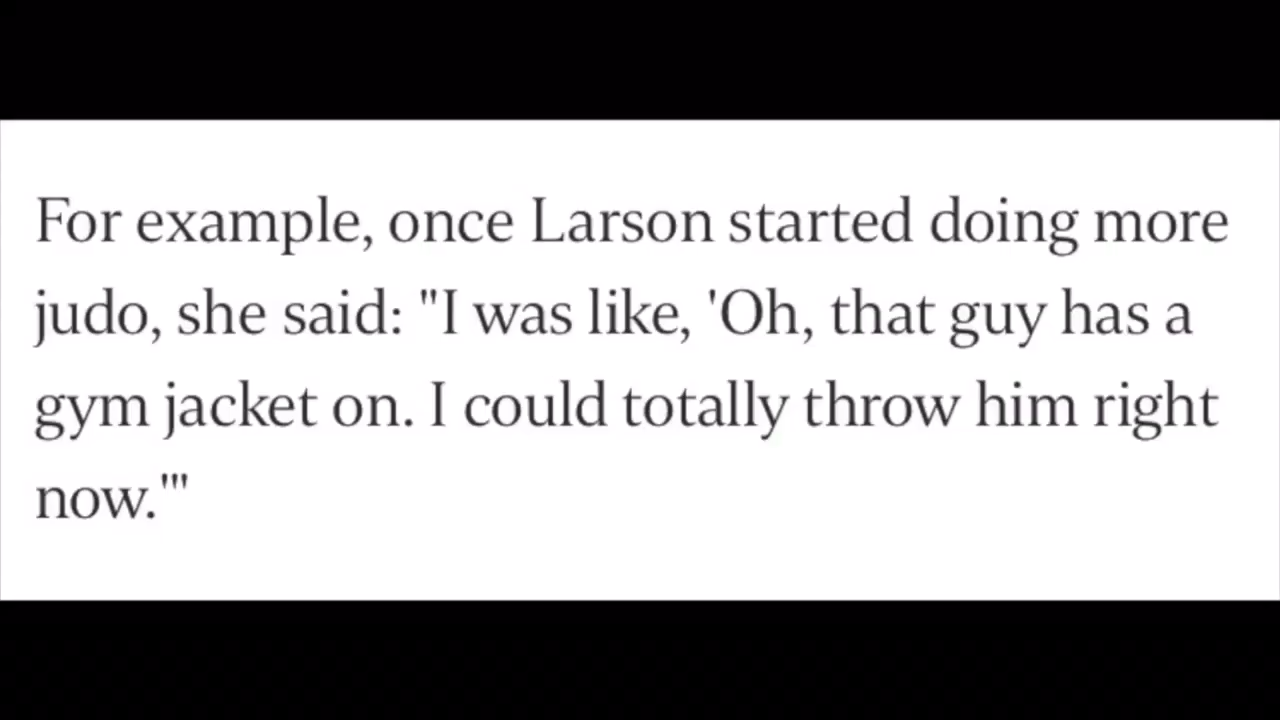 For example, once Larson started doing more
judo, she said: "I was like, 'Oh, that guy has a
gym jacket on. I could totally throw him right
now.'"